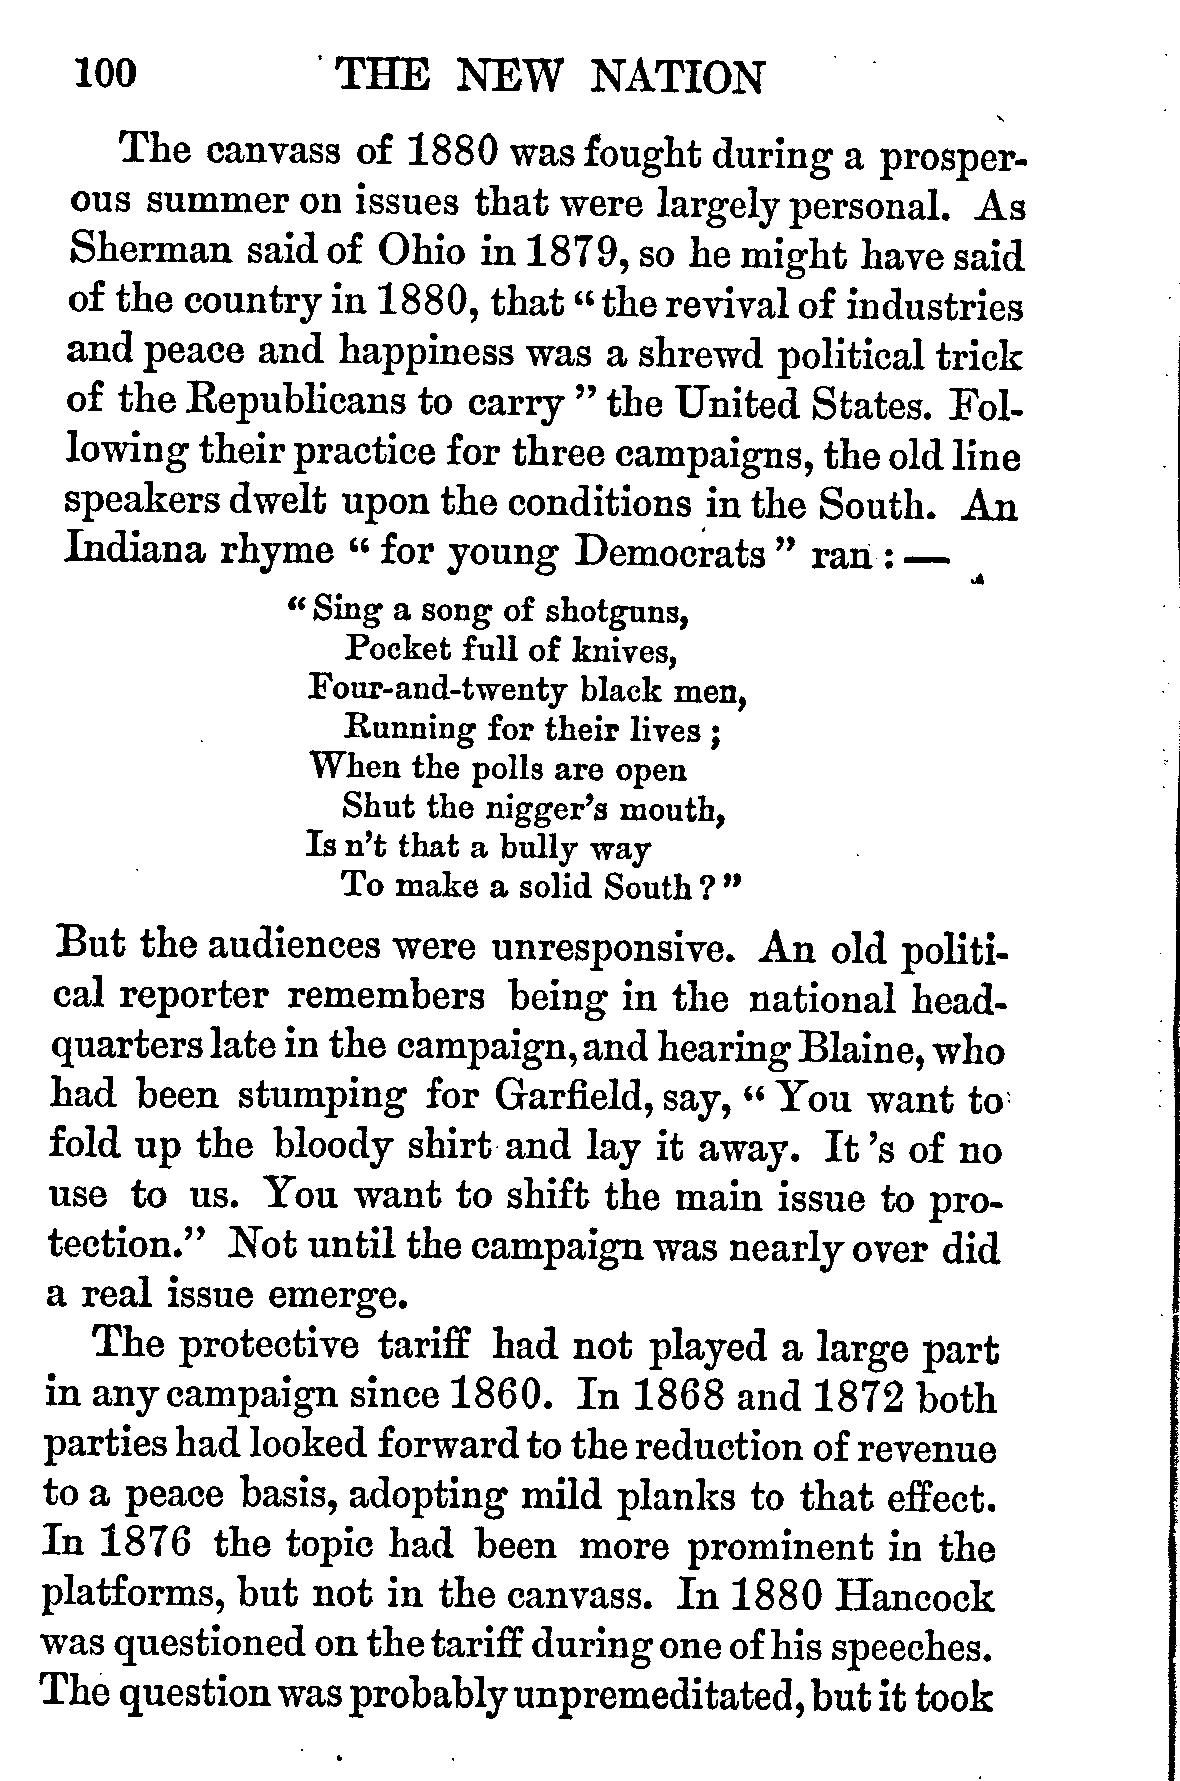 100 THE NEW NATION
The canvass of 1880 was fought during a prosper-
ous summer on issues that were largely personal. As
Sherman said of Ohio in 1879, so he might have said
of the country in 1880, that “the revival of industries
and peace and happiness was a shrewd political trick
of the Republicans to carry” the United States. Fol-
lowing their practice for three campaigns, the old line
speakers dwelt upon the conditions in the South. An
Indiana rhyme “for young Democrats” ran:—
“Sing a song of shotguns,
Pocket full of knives,
Four-and-twenty black men,
Running for their lives;
When the polls are open
Shut the nigger's mouth,
Is n't that a bully way
To make a solid South?”
But the audiences were unresponsive. An old politi-
cal reporter remembers being in the national head-
quarters late in the campaign, and hearing Blaine, who
had been stumping for Garfield, say, “You want to
fold up the bloody shirt and lay it away. It 's of no
use to us. You want to shift the main issue to pro-
tection.” Not until the campaign was nearly over did
a real issue emerge.
The protective tariff had not played a large part
in any campaign since 1860. In 1868 and 1872 both
parties had looked forward to the reduction of revenue
to a peace basis, adopting mild planks to that effect.
In 1876 the topic had been more prominent in the
platforms, but not in the canvass. In 1880 Hancock
was questioned on the tariff during one of his speeches.
The question was probably unpremeditated, but it took